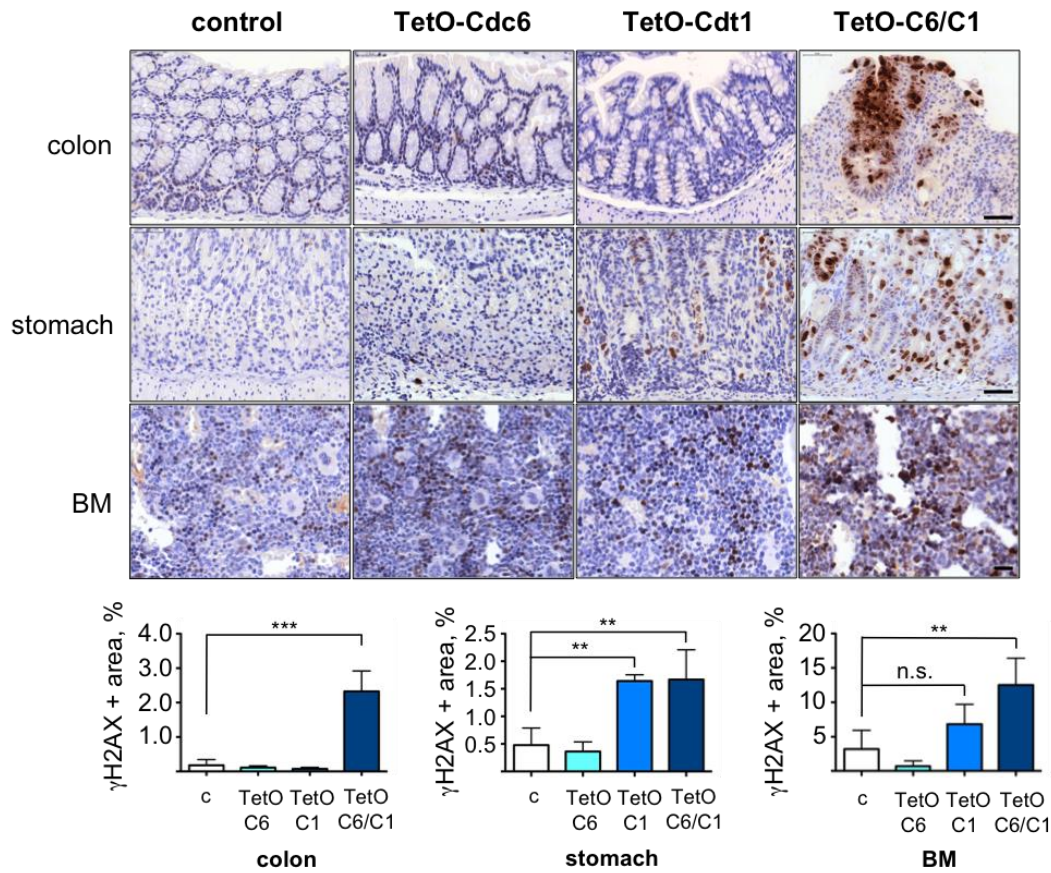 control TetO-Cdc6 TetO-Cdt1 TetO-C6/C1
colon
stomach
BM
γH2AX + area, %
4.0
3.0
2.0
1.0
***
c TetO C6 TetO C1 TetO C6/C1
colon
γH2AX + area, %
2.5
2.0
1.5
1.0
0.5
**
**
c TetO C6 TetO C1 TetO C6/C1
stomach
γH2AX + area, %
20
15
10
5
**
n.s.
c TetO C6 TetO C1 TetO C6/C1
BM